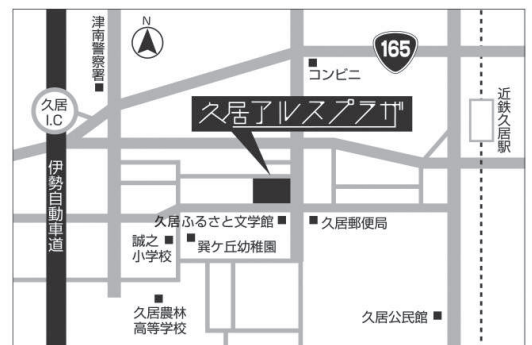 N
津南警察署
165
コンビニ
久居
I.C
久居アルスプラザ
近鉄久居駅
伊勢自動車道
久居ふるさと文学館
久居郵便局
誠之
小学校
巽ケ丘幼稚園
久居農林
高等学校
久居公民館